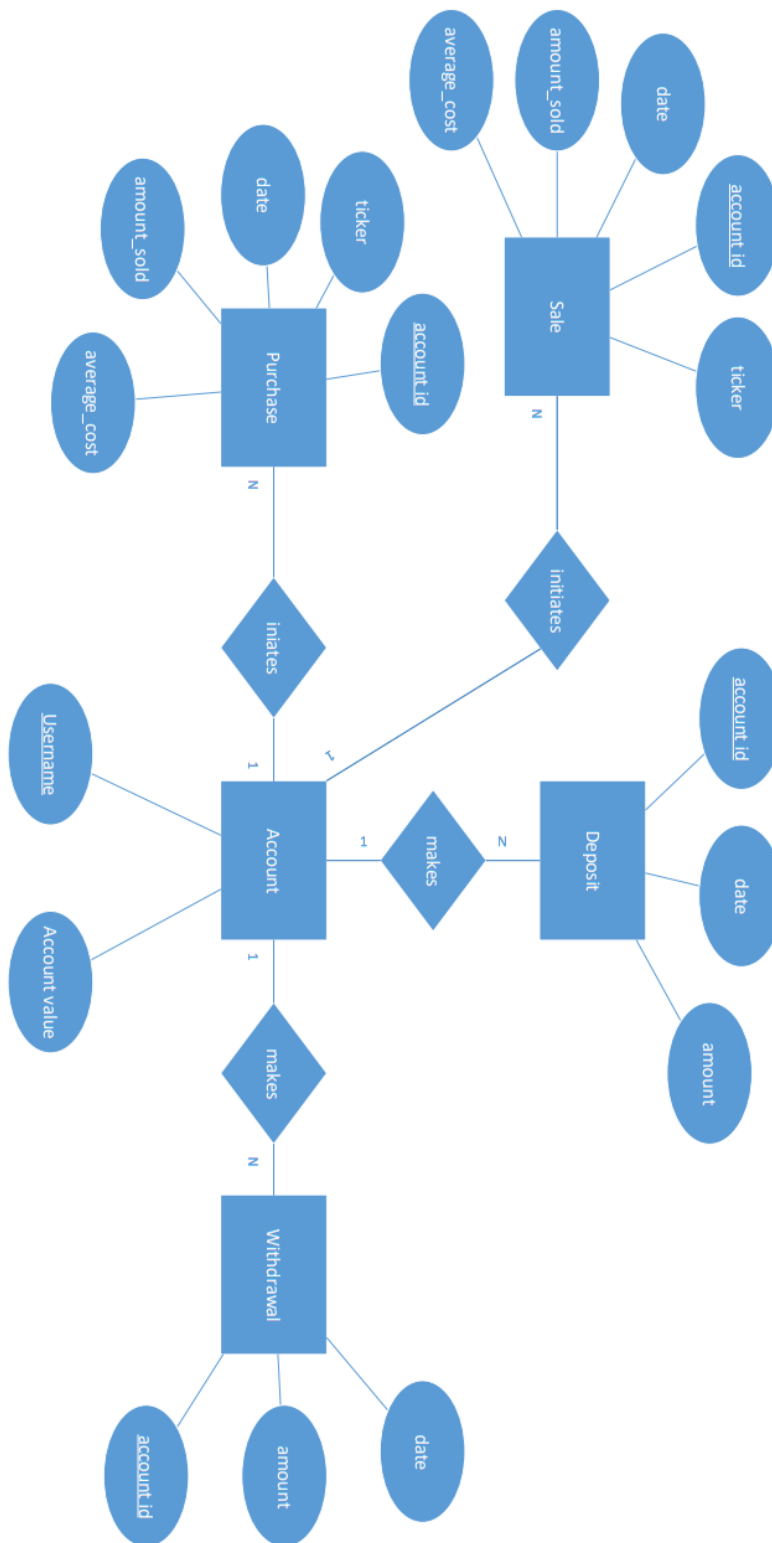 account id
ticker
account id
date
date
amount
amount_sold
Sale
N
initiates
Deposit
average_cost
N
makes
1
account id
ticker
date
amount_sold
average_cost
Purchase
N
iniates
1
1
Account
1
makes
N
Withdrawal
date
amount
account id
Username
Account value